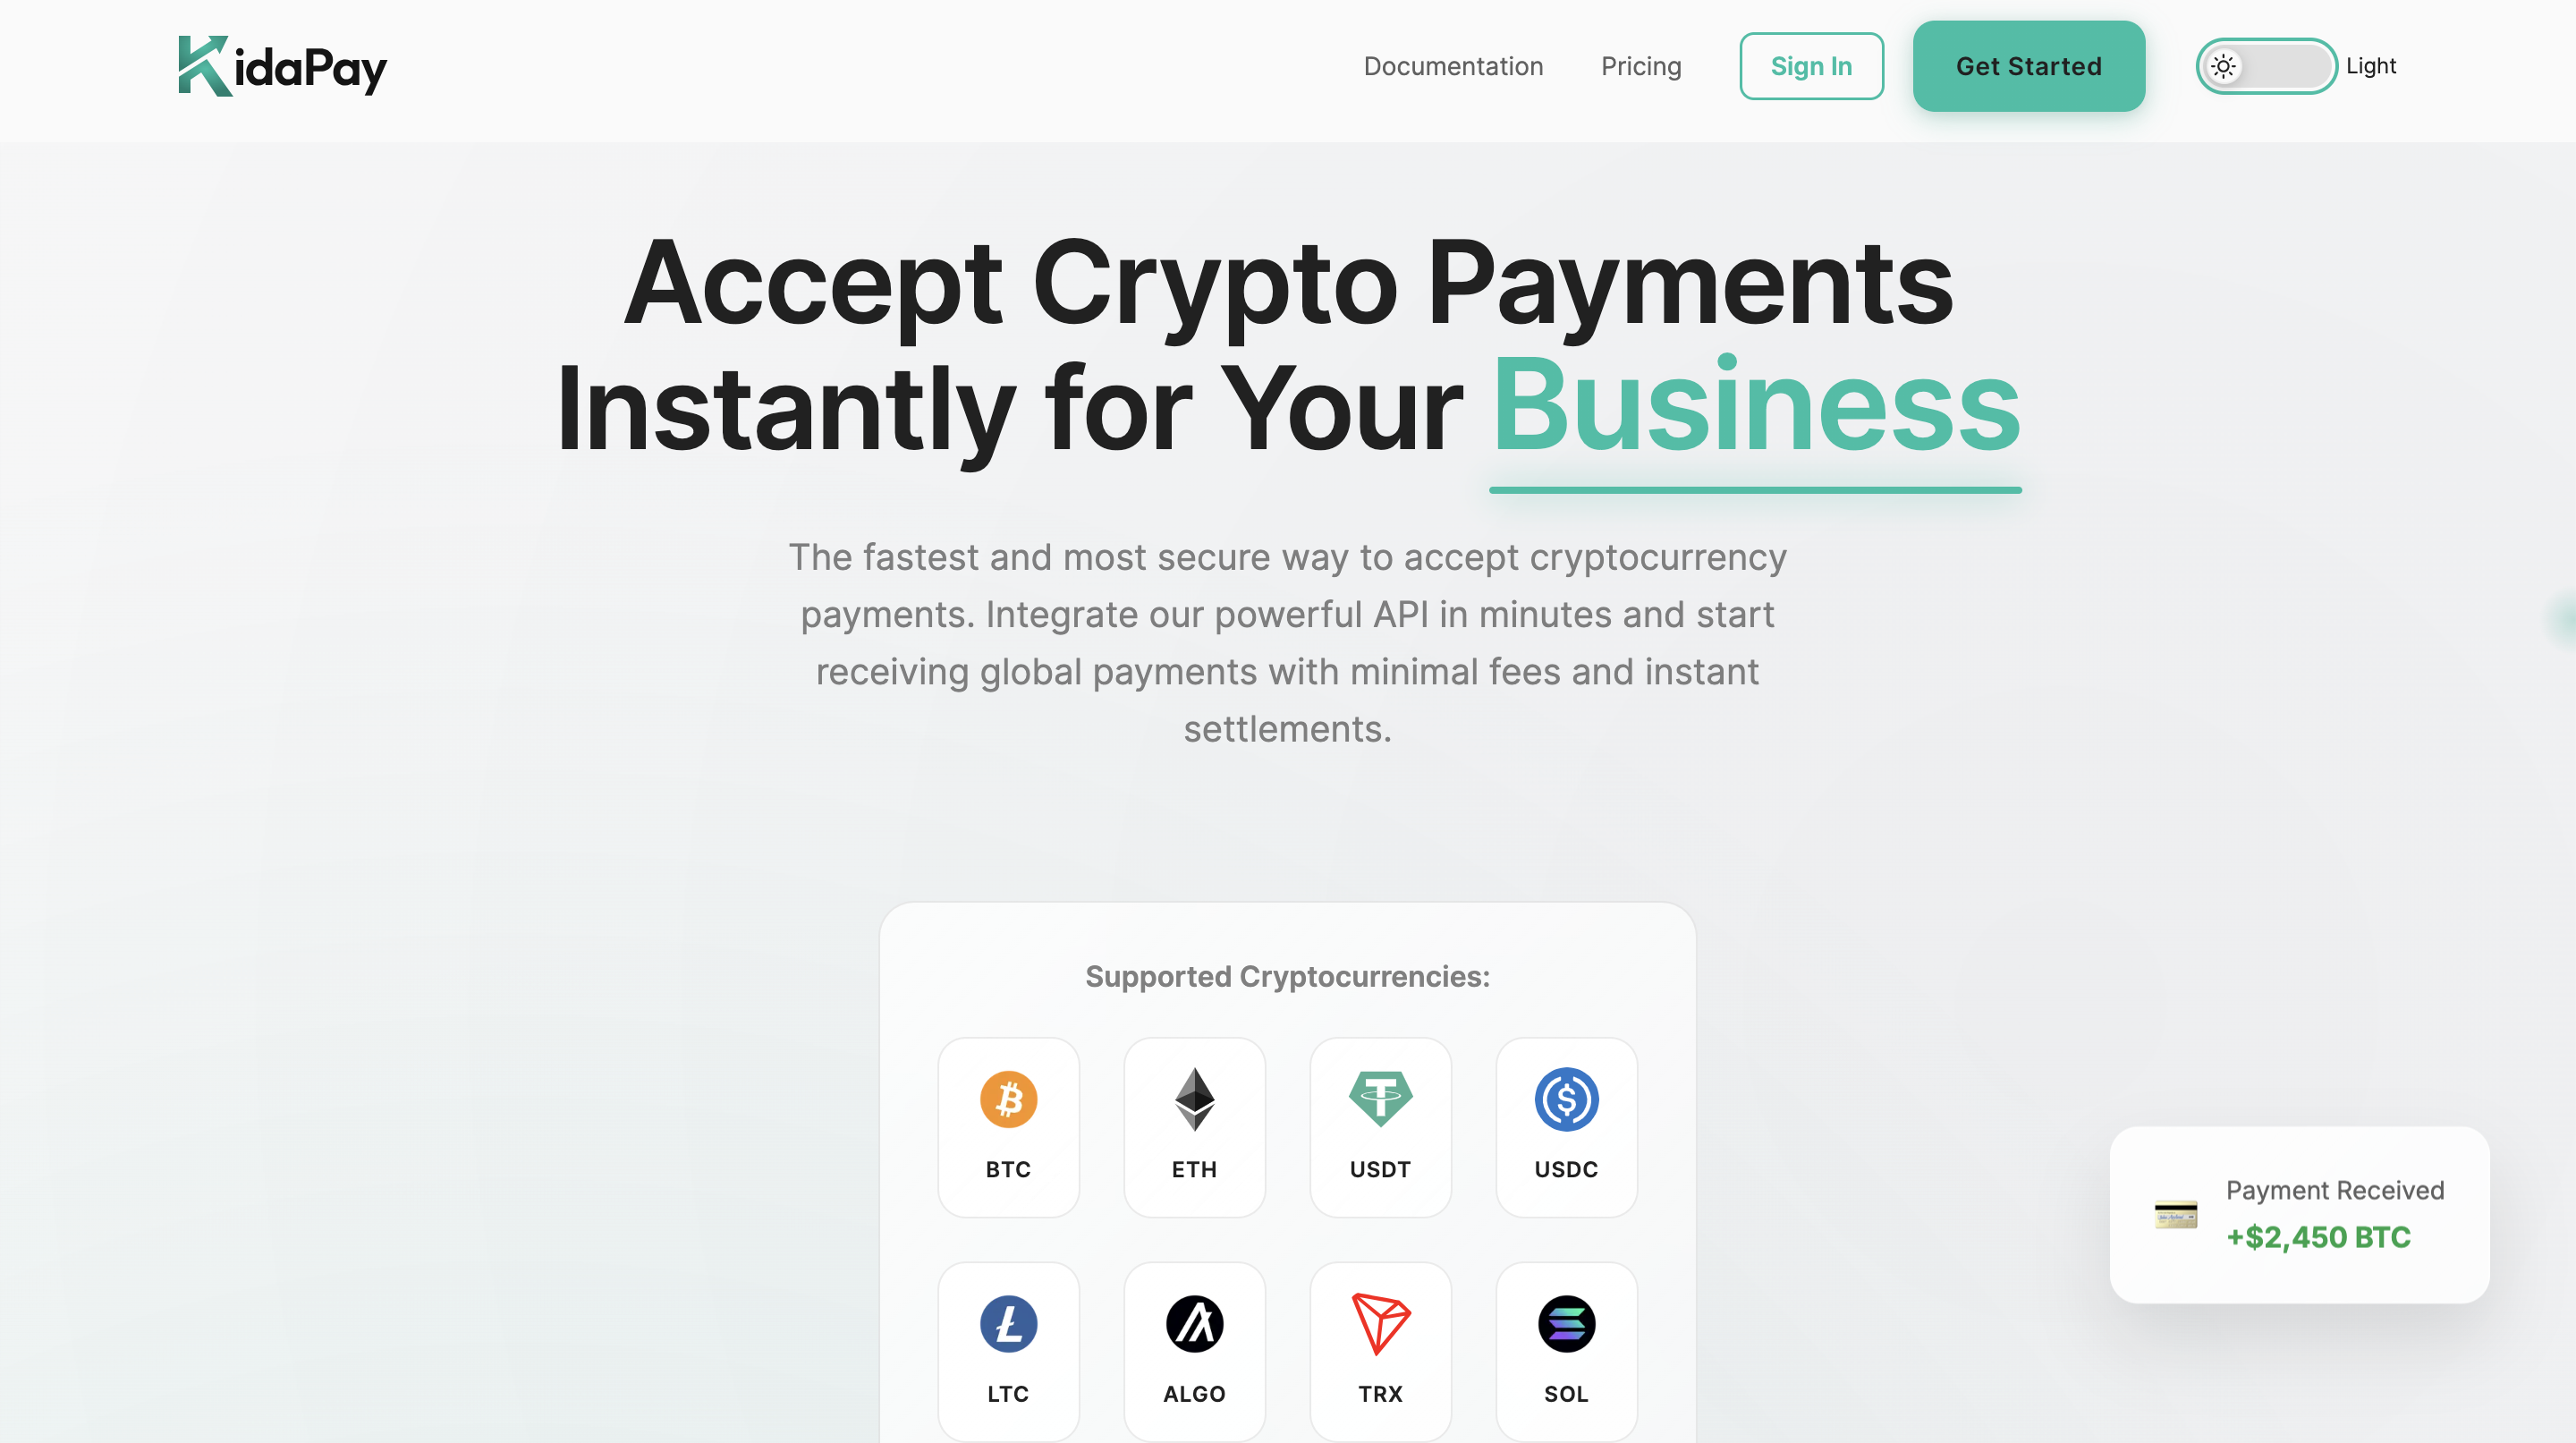 KidaPay
Documentation
Pricing
Sign In
Get Started
Light
Accept Crypto Payments
Instantly for Your Business
The fastest and most secure way to accept cryptocurrency
payments. Integrate our powerful API in minutes and start
receiving global payments with minimal fees and instant
settlements.
Supported Cryptocurrencies:
BTC
ETH
USDT
USDC
LTC
ALGO
TRX
SOL
Payment Received
+$2,450 BTC